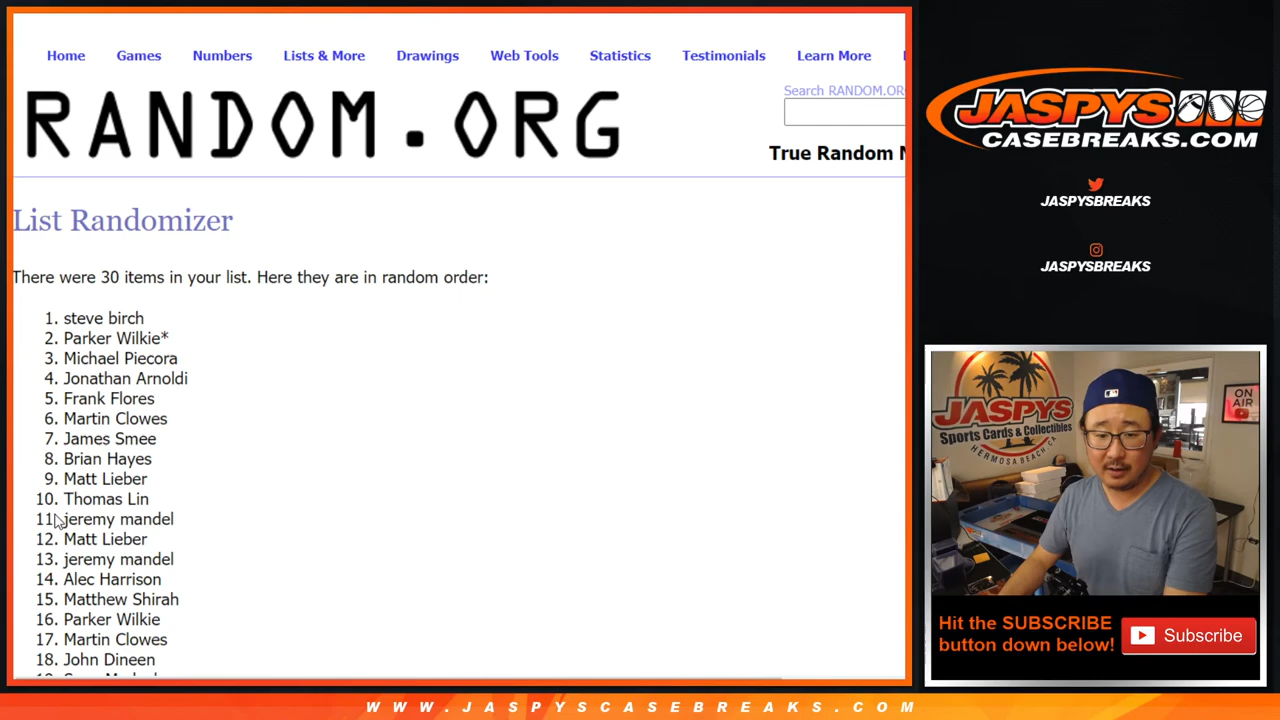 Home Games Numbers Lists & More Drawings Web Tools Statistics Testimonials Learn More
Search RANDOM.OR
RANDOM.ORG
True Random
List Randomizer
There were 30 items in your list. Here they are in random order:
1. steve birch
2. Parker Wilkie*
3. Michael Piecora
4. Jonathan Arnoldi
5. Frank Flores
6. Martin Clowes
7. James Smee
8. Brian Hayes
9. Matt Lieber
10. Thomas Lin
11. jeremy mandel
12. Matt Lieber
13. jeremy mandel
14. Alec Harrison
15. Matthew Shirah
16. Parker Wilkie
17. Martin Clowes
18. John Dineen
JASPYS
CASEBREAKS.COM
JASPYSBREAKS
JASPYSBREAKS
JASPYS
Sports Cards & Collectibles
HERMOSA BEACH, CA
ON AIR
Hit the SUBSCRIBE
button down below!
Subscribe
WWW.JASPYSCASEBREAKS.COM